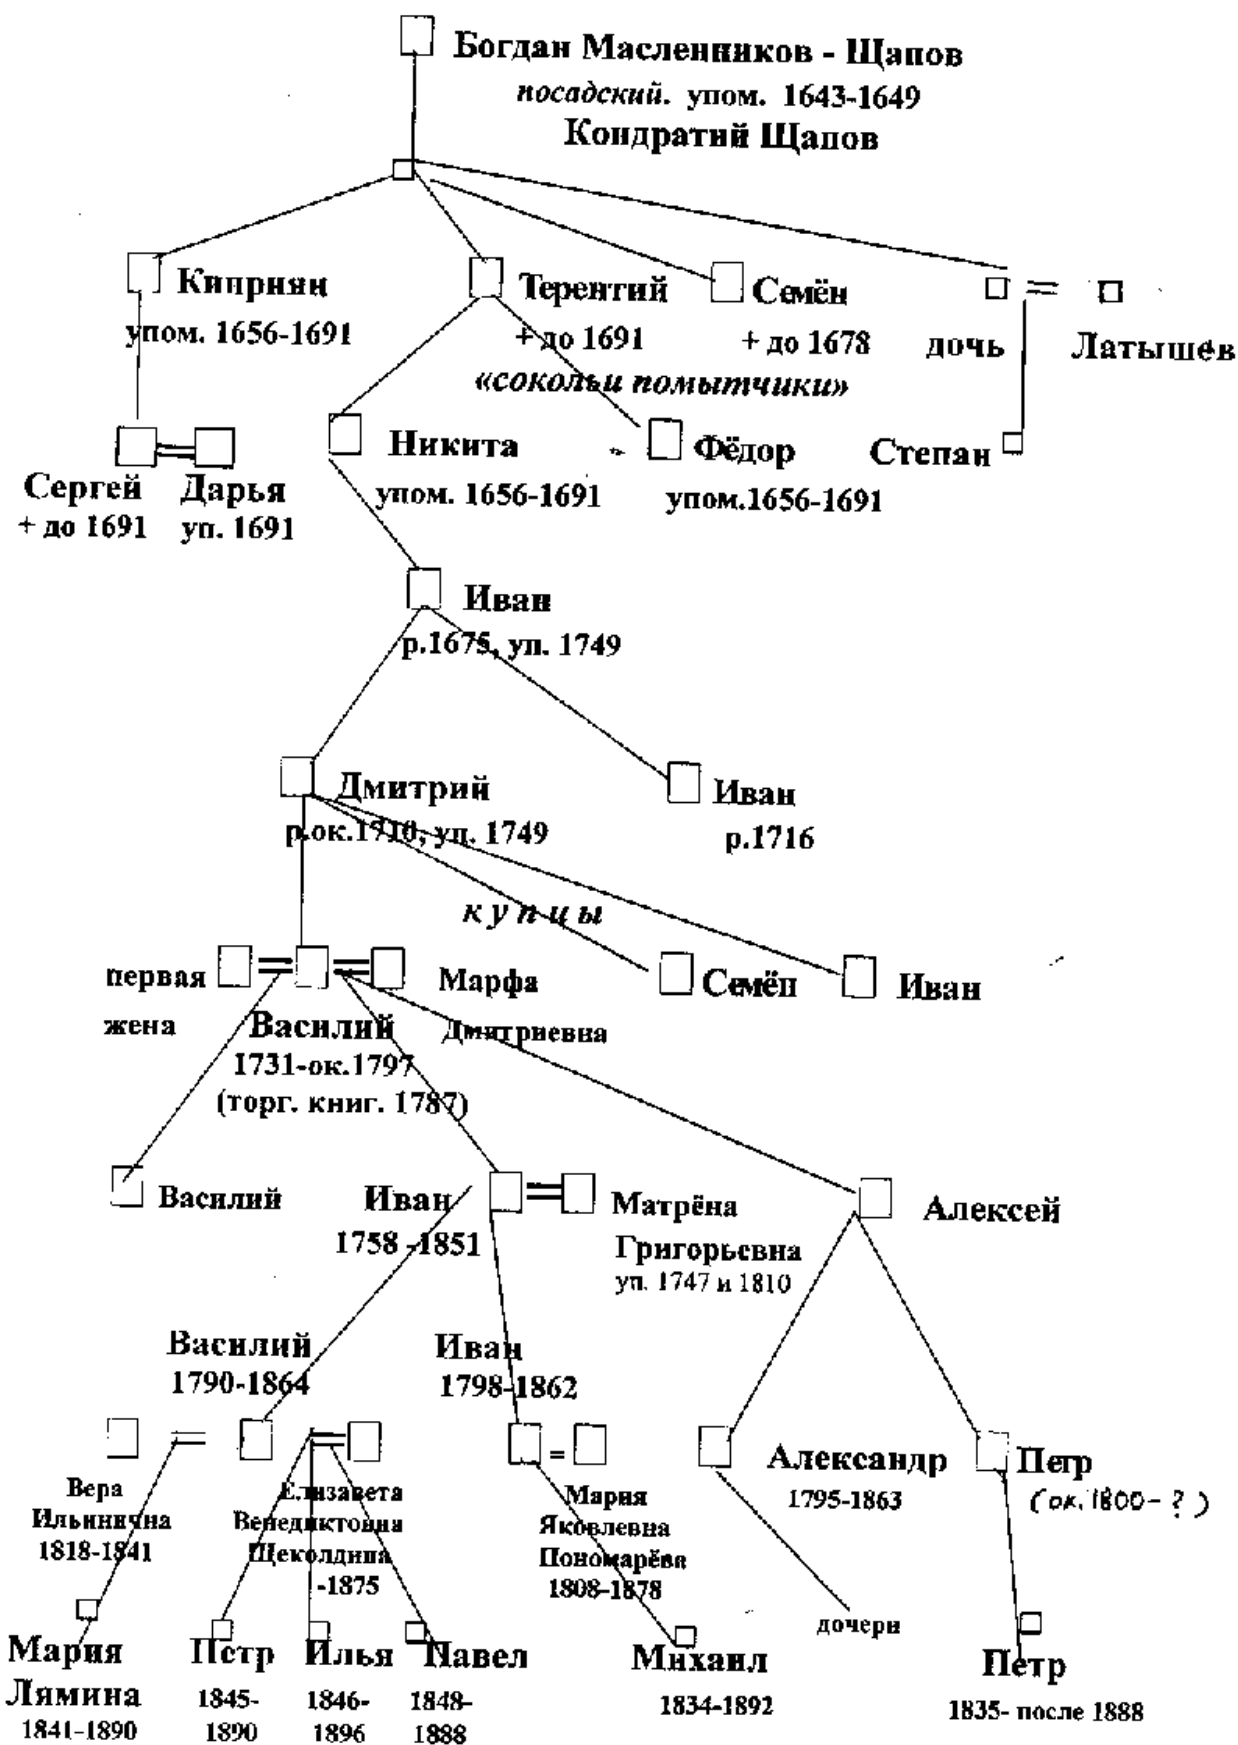 Богдан Масленников - Щапов
посадский. упом. 1643-1649
Кондратий Щапов
Киприян
упом. 1656-1691
Терентий
+ до 1691
Семён
+ до 1678
дочь
Латышев
«сокольи помытчики»
Сергей
+ до 1691
Дарья
уп. 1691
Никита
упом. 1656-1691
Фёдор
упом.1656-1691
Степан
Иван
р.1675, уп. 1749
Дмитрий
р.ок.1710, уп. 1749
Иван
р.1716
купцы
первая
жена
Василий
1731-ок.1797
(торг. книг. 1787)
Марфа
Дмитриевна
Семён
Иван
Василий
Иван
1758 -1851
Матрёна
Григорьевна
уп. 1747 и 1810
Алексей
Василий
1790-1864
Иван
1798-1862
Вера
Ильинична
1818-1841
Елизавета
Венедиктовна
Щеколдина
-1875
=
Мария
Яковлевна
Пономарёва
1808-1878
Александр
1795-1863
Петр
(ок. 1800 - ?)
Мария
Лямина
1841-1890
Петр
1845-
1890
Илья
1846-
1896
Павел
1848-
1888
Михаил
1834-1892
дочери
Петр
1835- после 1888